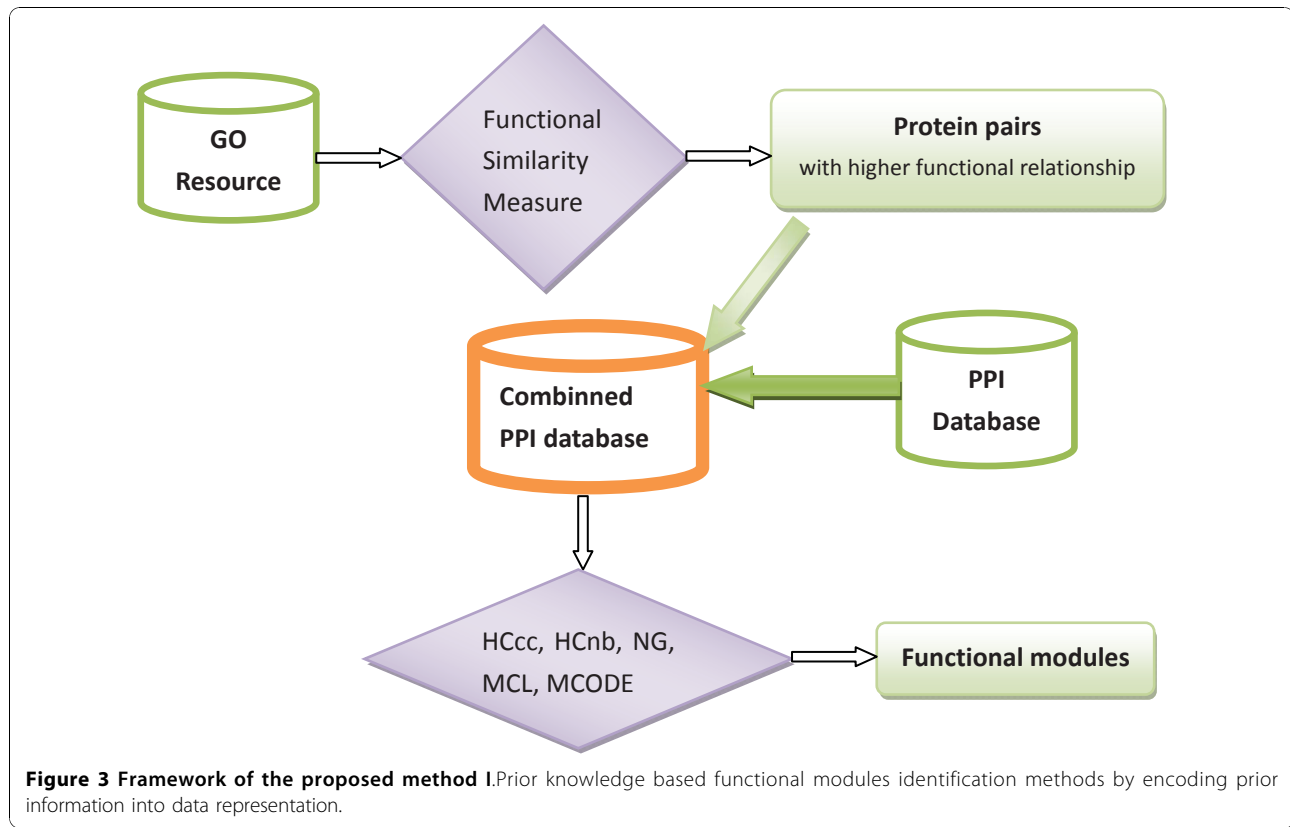 GO
Resource
Functional
Similarity
Measure
Protein pairs
with higher functional relationship
Combinned
PPI database
PPI
Database
HCcc, HCnb, NG,
MCL, MCODE
Functional modules
Figure 3 Framework of the proposed method I.Prior knowledge based functional modules identification methods by encoding prior
information into data representation.